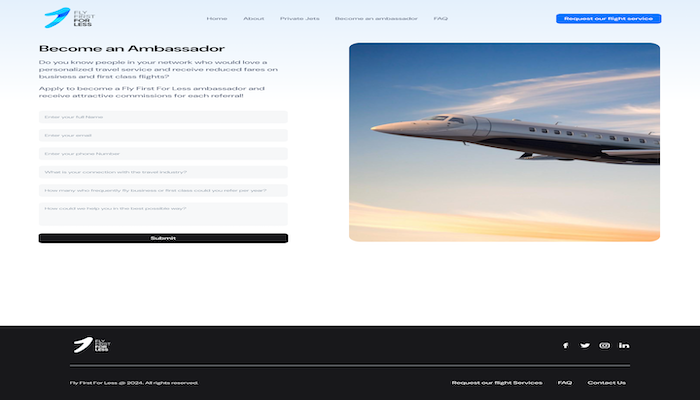 FLY
FIRST
FOR
LESS
Home About Private Jets Become an ambassador FAQ
Request our flight service
Become an Ambassador
Do you know people in your network who would love a
personalized travel service and receive reduced fares on
business and first class flights?
Apply to become a Fly First For Less ambassador and
receive attractive commissions for each referral!
Enter your full Name
Enter your email
Enter your phone Number
What is your connection with the travel industry?
How many who frequently fly business or first class could you refer per year?
How could we help you in the best possible way?
Submit
FLY
FIRST
FOR
LESS
Fly First For Less @ 2024. All rights reserved.
Request our flight Services FAQ Contact Us